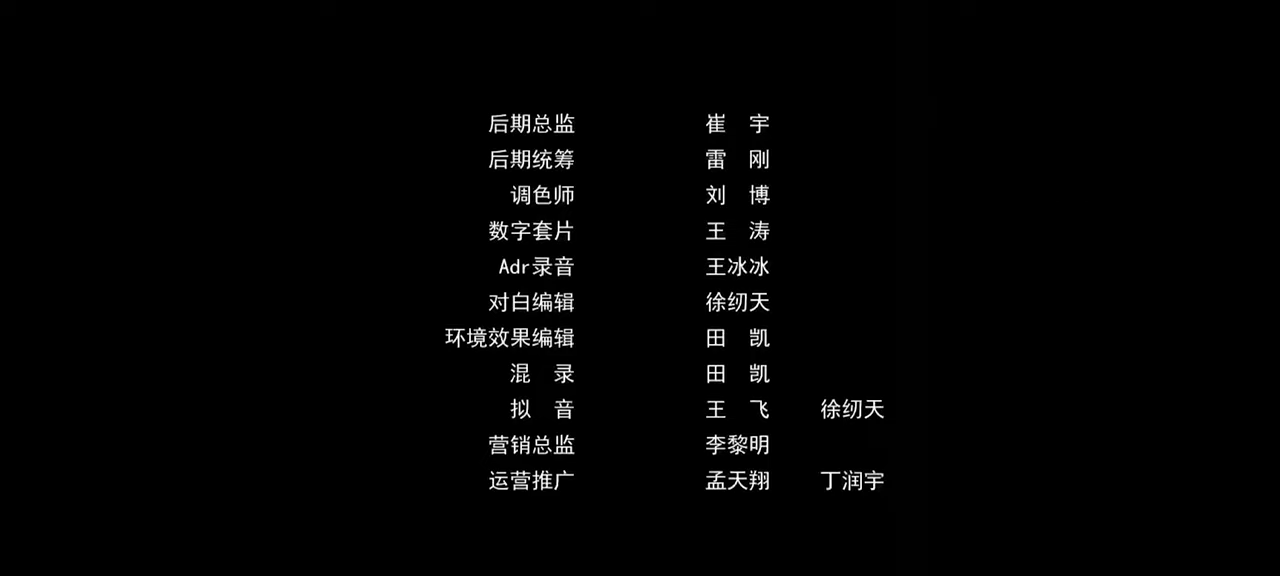 后期总监 崔 宇
后期统筹 雷 刚
调色师 刘 博
数字套片 王 涛
Adr录音 王冰冰
对白编辑 徐纫天
环境效果编辑 田 凯
混 录 田 凯
拟 音 王 飞 徐纫天
营销总监 李黎明
运营推广 孟天翔 丁润宇